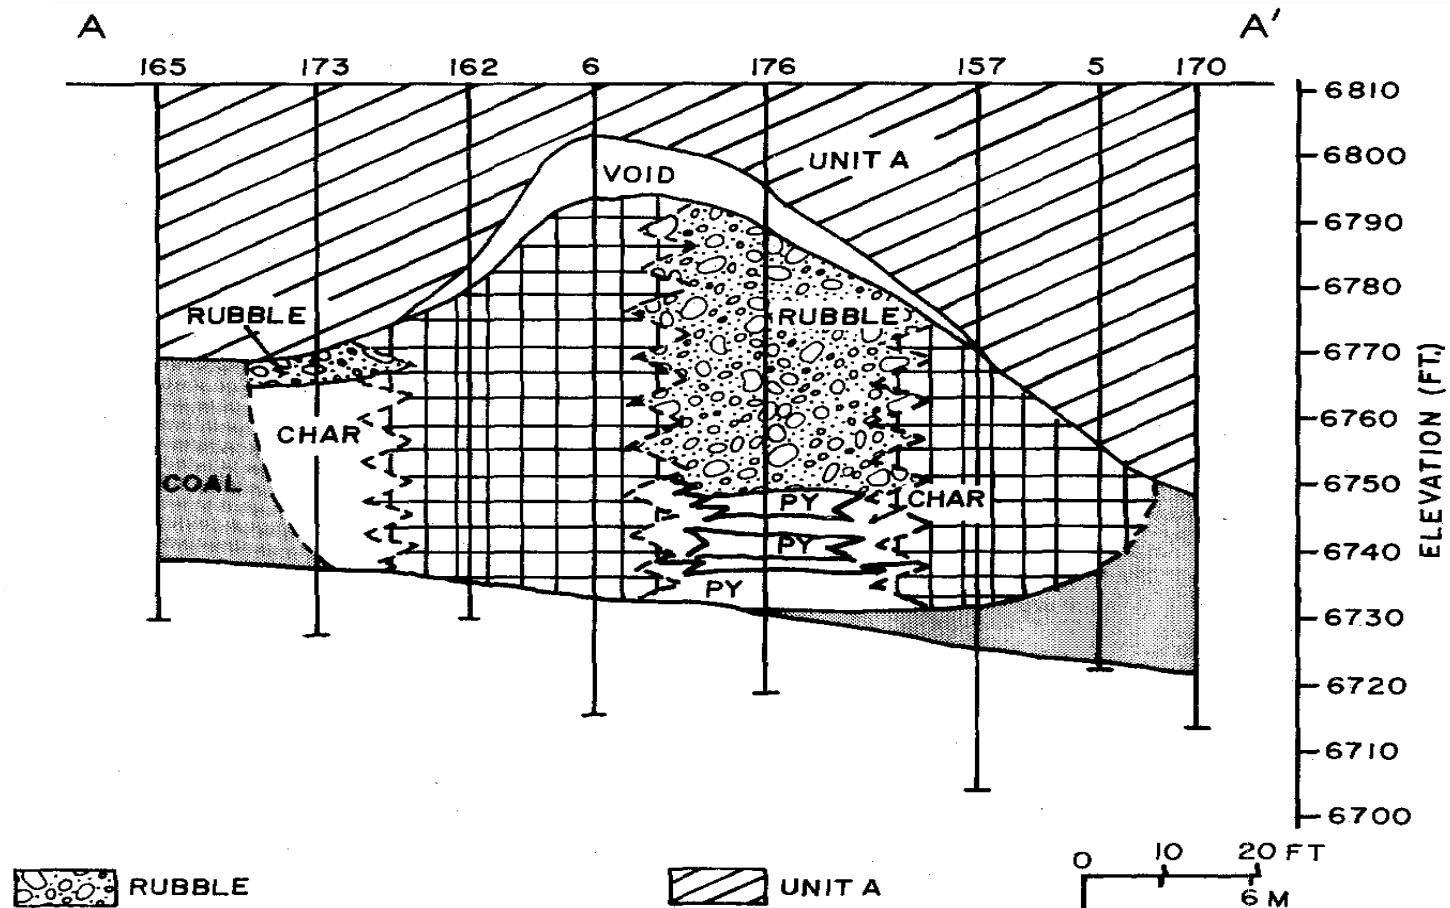 A A'
165 173 162 6 176 157 5 170
6810
6800
UNIT A
VOID
6790
6780
RUBBLE RUBBLE
6770
6760
CHAR
COAL CHAR 6750
PY
PY 6740
PY
6730
6720
6710
6700
ELEVATION (FT.)
0 10 20 FT
RUBBLE UNIT A 6 M